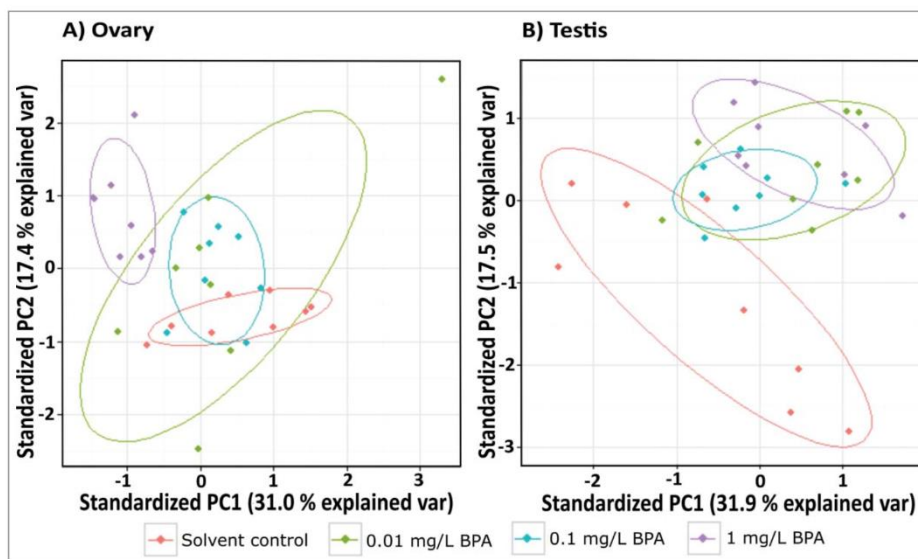 A) Ovary
B) Testis
Standardized PC2 (17.4 % explained var)
2
1
0
-1
-2
-1
0
1
2
3
Standardized PC1 (31.0 % explained var)
Standardized PC2 (17.5 % explained var)
1
0
-1
-2
-3
-2
-1
0
1
Standardized PC1 (31.9 % explained var)
Solvent control
0.01 mg/L BPA
0.1 mg/L BPA
1 mg/L BPA